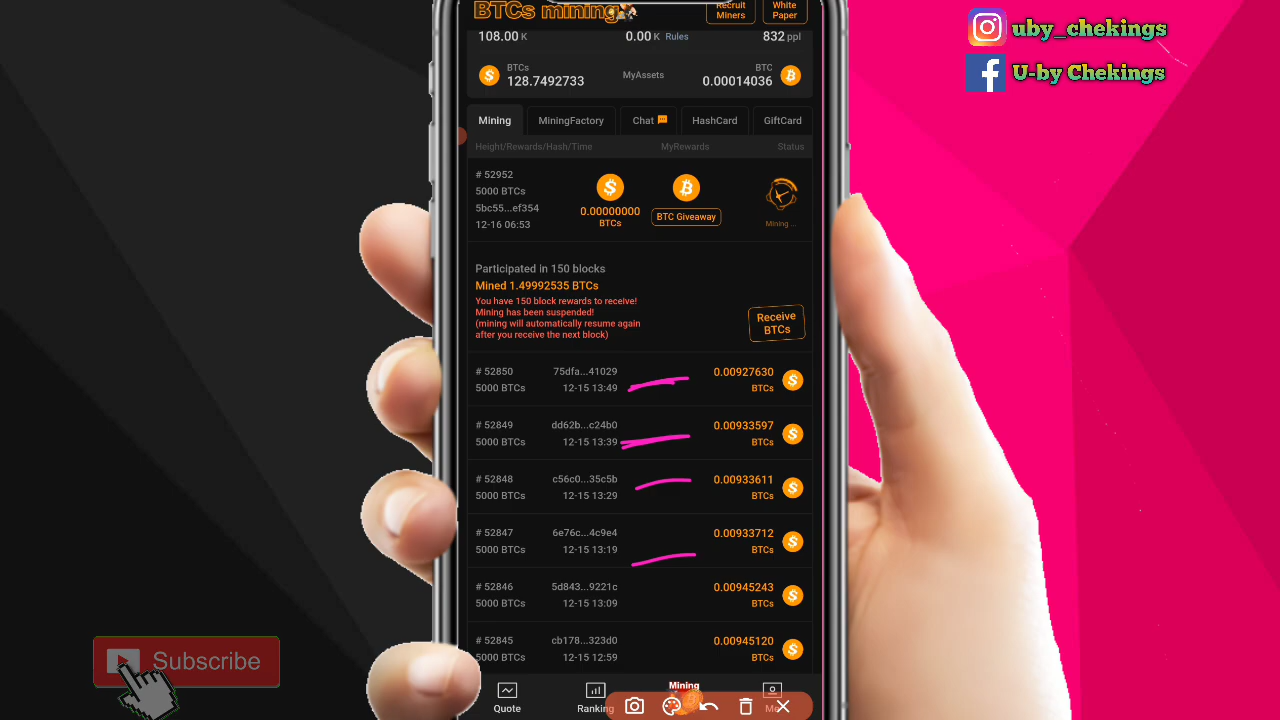 BTCs mining
Recruit Miners
White Paper
108.00 K
0.00 K Rules
832 ppl
BTCs
128.7492733
MyAssets
BTC
0.00014036
Mining
MiningFactory
Chat
HashCard
GiftCard
Height/Rewards/Hash/Time
MyRewards
Status
# 52952
5000 BTCs
5bc55...ef354
12-16 06:53
0.00000000
BTCs
BTC Giveaway
Mining ...
Participated in 150 blocks
Mined 1.49992535 BTCs
You have 150 block rewards to receive!
Mining has been suspended!
(mining will automatically resume again
after you receive the next block)
Receive
BTCs
# 52850 75dfa...41029 0.00927630
5000 BTCs 12-15 13:49 BTCs
# 52849 dd62b...c24b0 0.00933597
5000 BTCs 12-15 13:39 BTCs
# 52848 c56c0...35c5b 0.00933611
5000 BTCs 12-15 13:29 BTCs
# 52847 6e76c...4c9e4 0.00933712
5000 BTCs 12-15 13:19 BTCs
# 52846 5d843...9221c 0.00945243
5000 BTCs 12-15 13:09 BTCs
# 52845 cb178...323d0 0.00945120
5000 BTCs 12-15 12:59 BTCs
Quote
Ranking
Mining
Me
uby_chekings
U-by Chekings
Subscribe